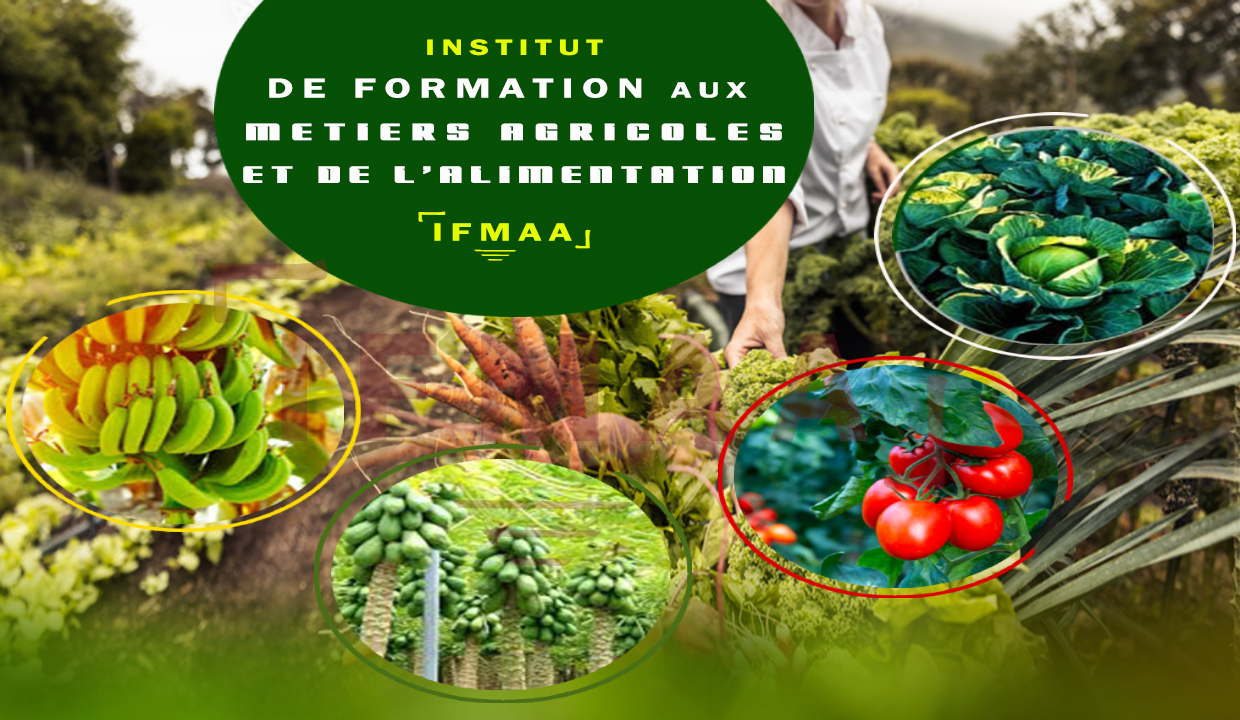 INSTITUT
DE FORMATION AUX
METIERS AGRICOLES
ET DE L'ALIMENTATION
IFMAA